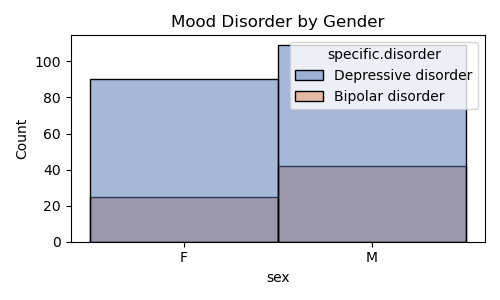 Mood Disorder by Gender
specific.disorder
Depressive disorder
Bipolar disorder
Count
100
80
60
40
20
0
F M
sex